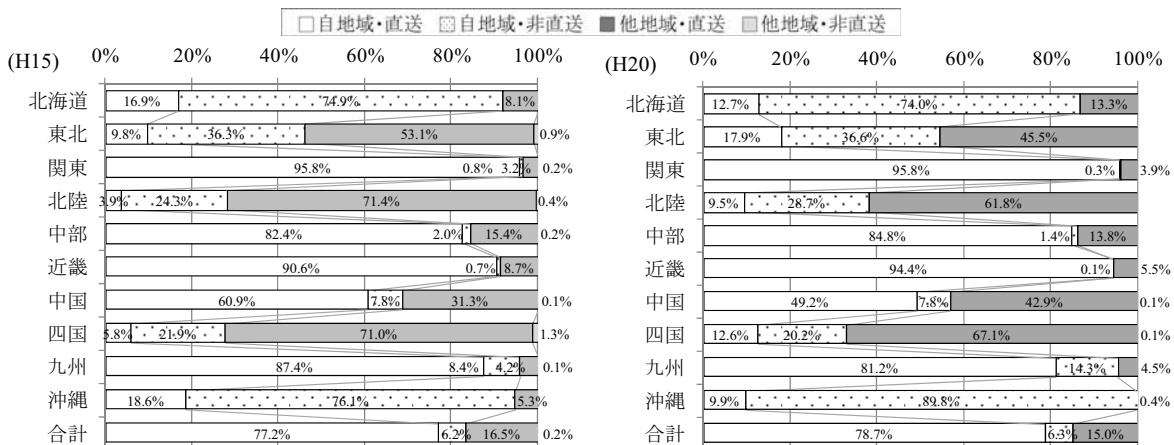 自地域・直送 自地域・非直送 他地域・直送 他地域・非直送
(H15) 0% 20% 40% 60% 80% 100%
北海道 16.9% 74.9% 8.1%
東北 9.8% 36.3% 53.1% 0.9%
関東 95.8% 0.8% 3.2% 0.2%
北陸 3.9% 24.3% 71.4% 0.4%
中部 82.4% 2.0% 15.4% 0.2%
近畿 90.6% 0.7% 8.7%
中国 60.9% 7.8% 31.3% 0.1%
四国 5.8% 21.9% 71.0% 1.3%
九州 87.4% 8.4% 4.2% 0.1%
沖縄 18.6% 76.1% 5.3%
合計 77.2% 6.2% 16.5% 0.2%
(H20) 0% 20% 40% 60% 80% 100%
北海道 12.7% 74.0% 13.3%
東北 17.9% 36.6% 45.5%
関東 95.8% 0.3% 3.9%
北陸 9.5% 28.7% 61.8%
中部 84.8% 1.4% 13.8%
近畿 94.4% 0.1% 5.5%
中国 49.2% 7.8% 42.9% 0.1%
四国 12.6% 20.2% 67.1% 0.1%
九州 81.2% 14.3% 4.5%
沖縄 9.9% 89.8% 0.4%
合計 78.7% 6.3% 15.0%